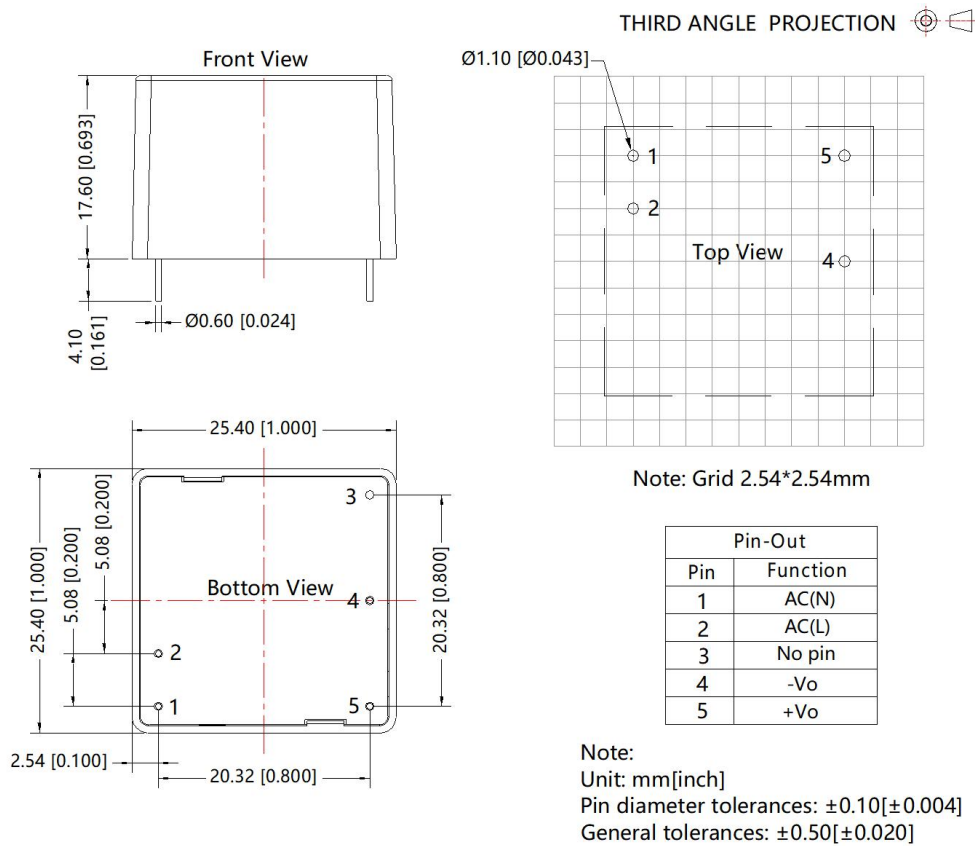 THIRD ANGLE PROJECTION
Front View
Ø1.10 [Ø0.043]
17.60 [0.693]
4.10
[0.161]
Ø0.60 [0.024]
1
5
2
Top View
4
Note: Grid 2.54*2.54mm
25.40 [1.000]
25.40 [1.000]
5.08 [0.200]
5.08 [0.200]
3
Bottom View
4
20.32 [0.800]
2
1
5
2.54 [0.100]
20.32 [0.800]
Pin-Out
Pin Function
1 AC(N)
2 AC(L)
3 No pin
4 -Vo
5 +Vo
Note:
Unit: mm[inch]
Pin diameter tolerances: ±0.10[±0.004]
General tolerances: ±0.50[±0.020]